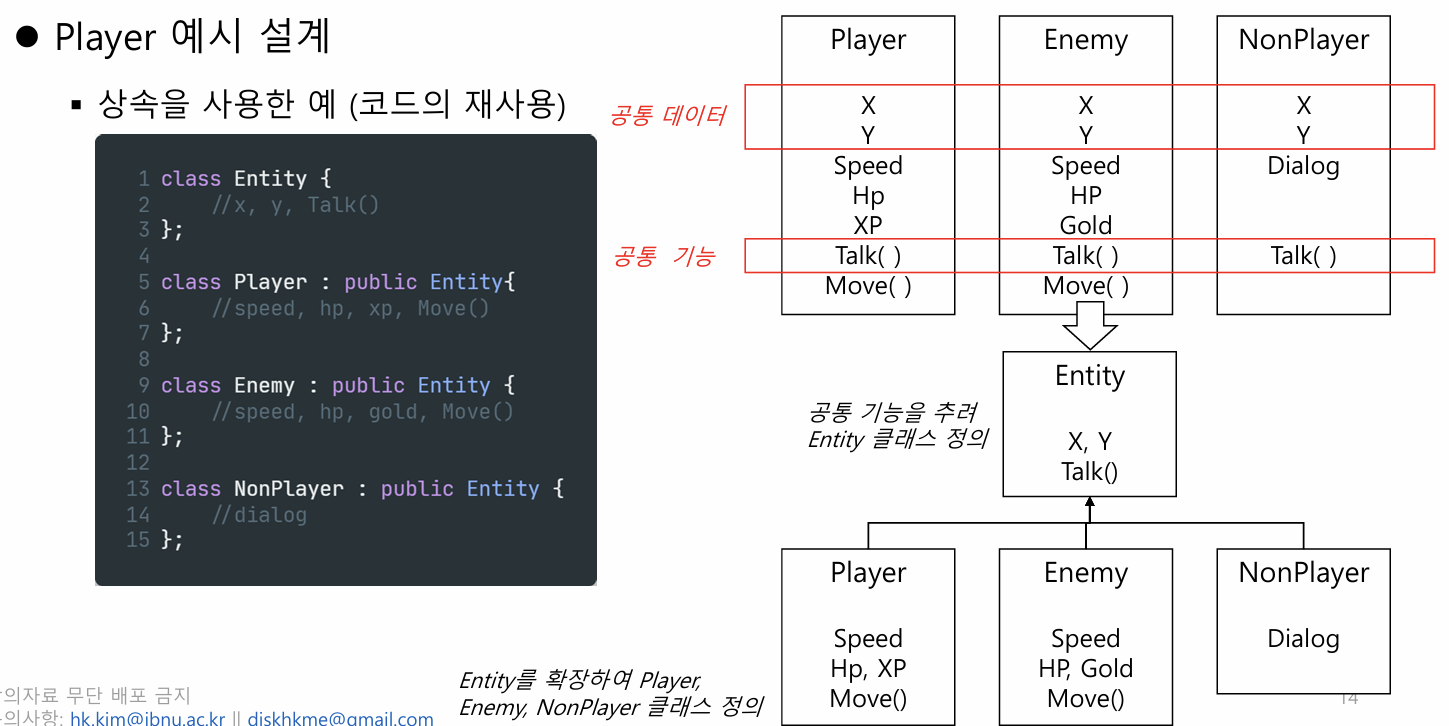 ● Player 예시 설계
▪ 상속을 사용한 예 (코드의 재사용)
1 class Entity {
2 //x, y, Talk()
3 };
4
5 class Player : public Entity{
6 //speed, hp, xp, Move()
7 };
8
9 class Enemy : public Entity {
10 //speed, hp, gold, Move()
11 };
12
13 class NonPlayer : public Entity {
14 //dialog
15 };
공통 데이터
공통 기능
Player
X
Y
Speed
Hp
XP
Talk( )
Move( )
Enemy
X
Y
Speed
HP
Gold
Talk( )
Move( )
NonPlayer
X
Y
Dialog
Talk( )
공통 기능을 추려
Entity 클래스 정의
Entity
X, Y
Talk()
Player
Speed
Hp, XP
Move()
Enemy
Speed
HP, Gold
Move()
NonPlayer
Dialog
Entity를 확장하여 Player,
Enemy, NonPlayer 클래스 정의
의자료 무단 배포 금지
의사항: hk.kim@jbnu.ac.kr || diskhkme@gmail.com
14